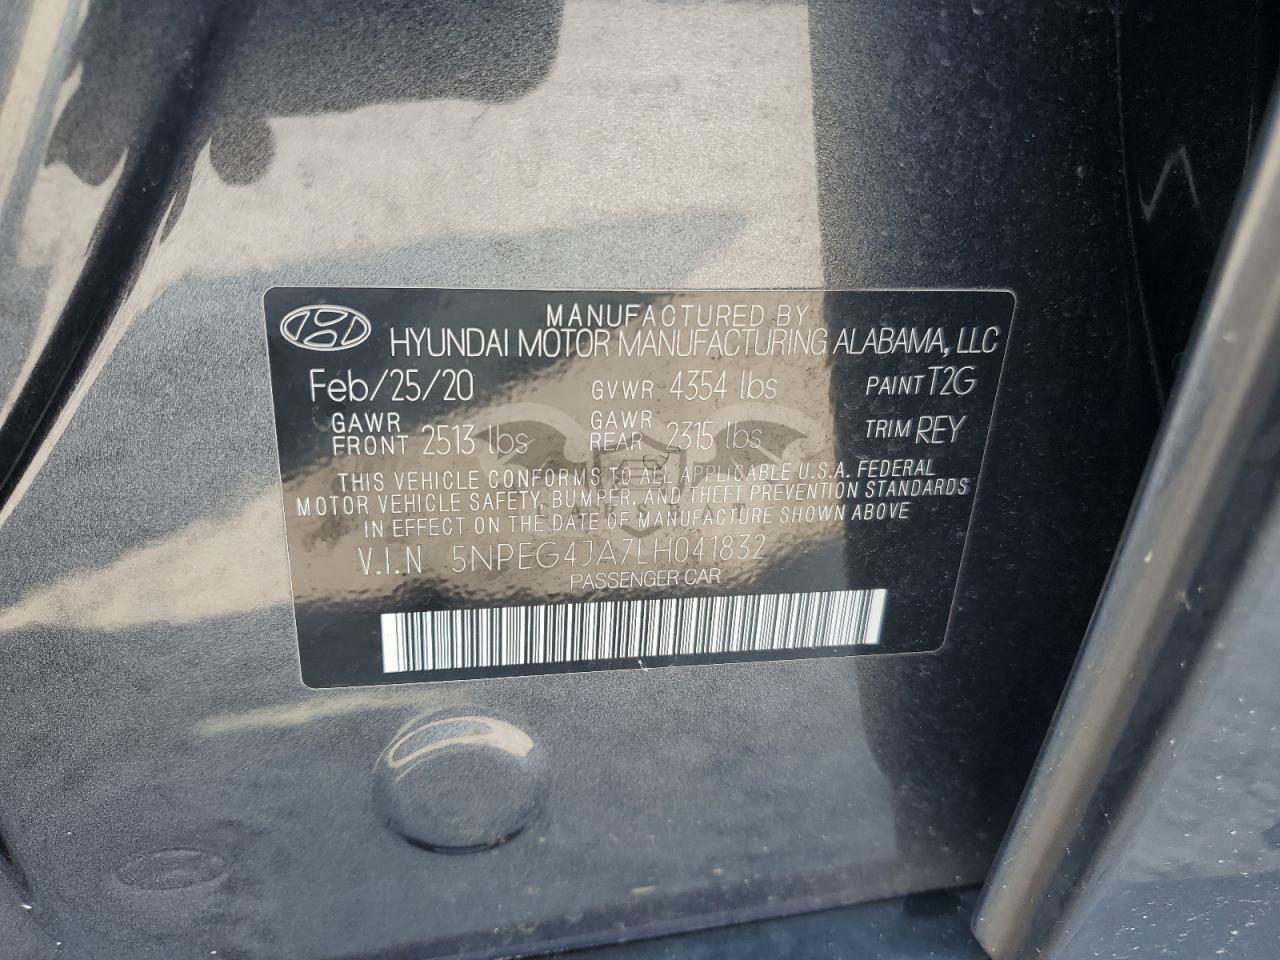 MANUFACTURED BY
HYUNDAI MOTOR MANUFACTURING ALABAMA, LLC
Feb/25/20 GVWR 4354 lbs PAINT T2G
GAWR FRONT 2513 lbs GAWR REAR 2315 lbs TRIM REY
THIS VEHICLE CONFORMS TO ALL APPLICABLE U.S.A. FEDERAL
MOTOR VEHICLE SAFETY, BUMPER, AND THEFT PREVENTION STANDARDS
IN EFFECT ON THE DATE OF MANUFACTURE SHOWN ABOVE
V.I.N 5NPEG4JA7LH041832
PASSENGER CAR